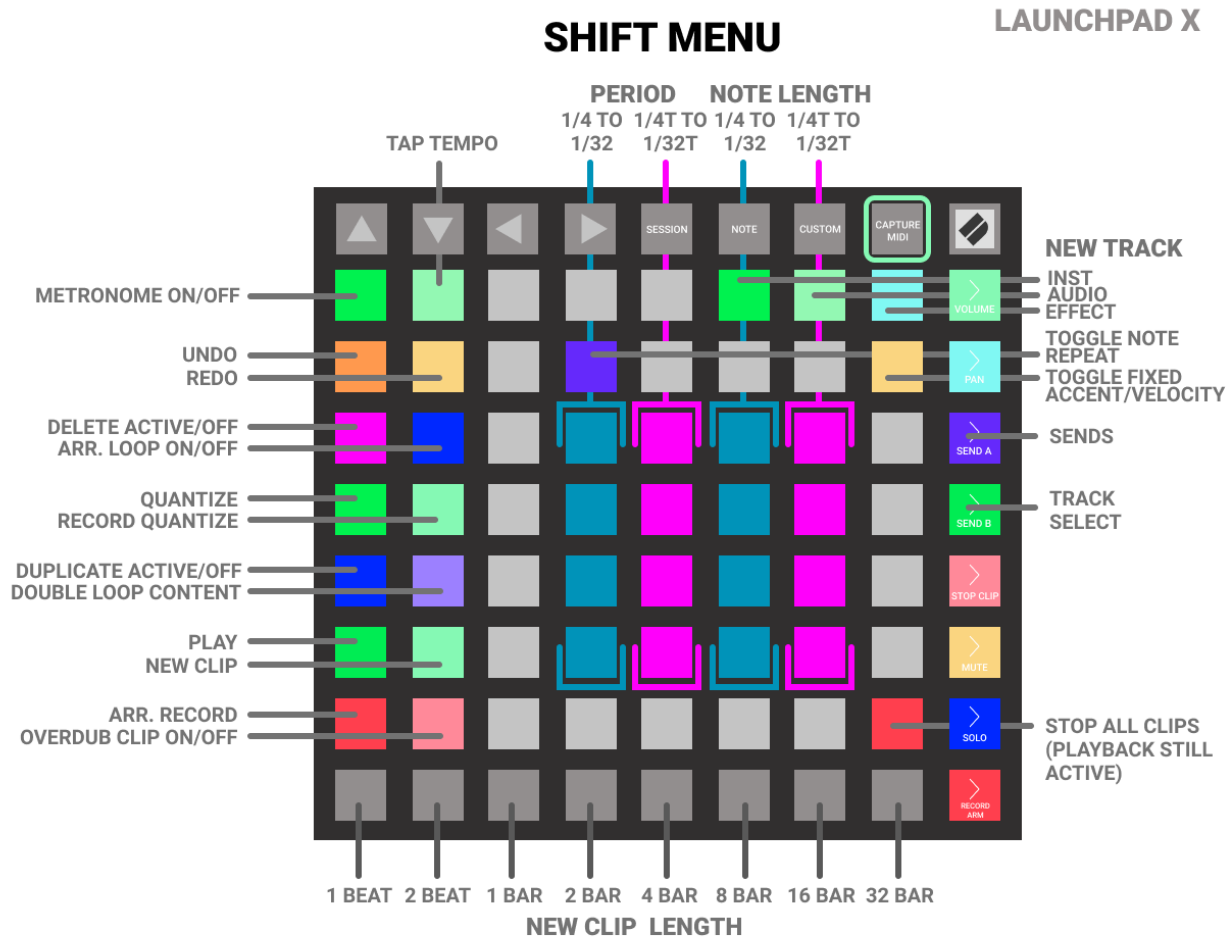 LAUNCHPAD X
SHIFT MENU
PERIOD
NOTE LENGTH
1/4 TO
1/32
1/4T TO
1/32T
1/4 TO
1/32
1/4T TO
1/32T
TAP TEMPO
SESSION
NOTE
CUSTOM
CAPTURE
MIDI
NEW TRACK
METRONOME ON/OFF
VOLUME
INST
AUDIO
EFFECT
UNDO
REDO
PAN
TOGGLE NOTE
REPEAT
TOGGLE FIXED
ACCENT/VELOCITY
DELETE ACTIVE/OFF
ARR. LOOP ON/OFF
SEND A
SENDS
QUANTIZE
RECORD QUANTIZE
SEND B
TRACK
SELECT
DUPLICATE ACTIVE/OFF
DOUBLE LOOP CONTENT
STOP CLIP
PLAY
NEW CLIP
MUTE
ARR. RECORD
OVERDUB CLIP ON/OFF
SOLO
STOP ALL CLIPS
(PLAYBACK STILL
ACTIVE)
RECORD
ARM
1 BEAT 2 BEAT 1 BAR 2 BAR 4 BAR 8 BAR 16 BAR 32 BAR
NEW CLIP LENGTH